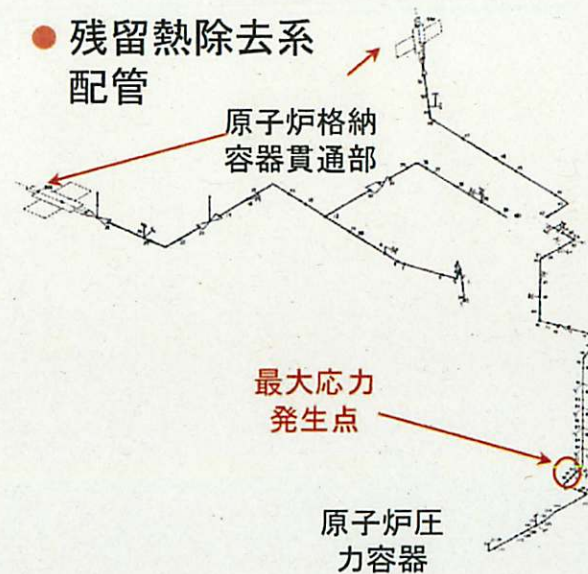 残留熱除去系
配管
原子炉格納
容器貫通部
最大応力
発生点
原子炉圧
力容器